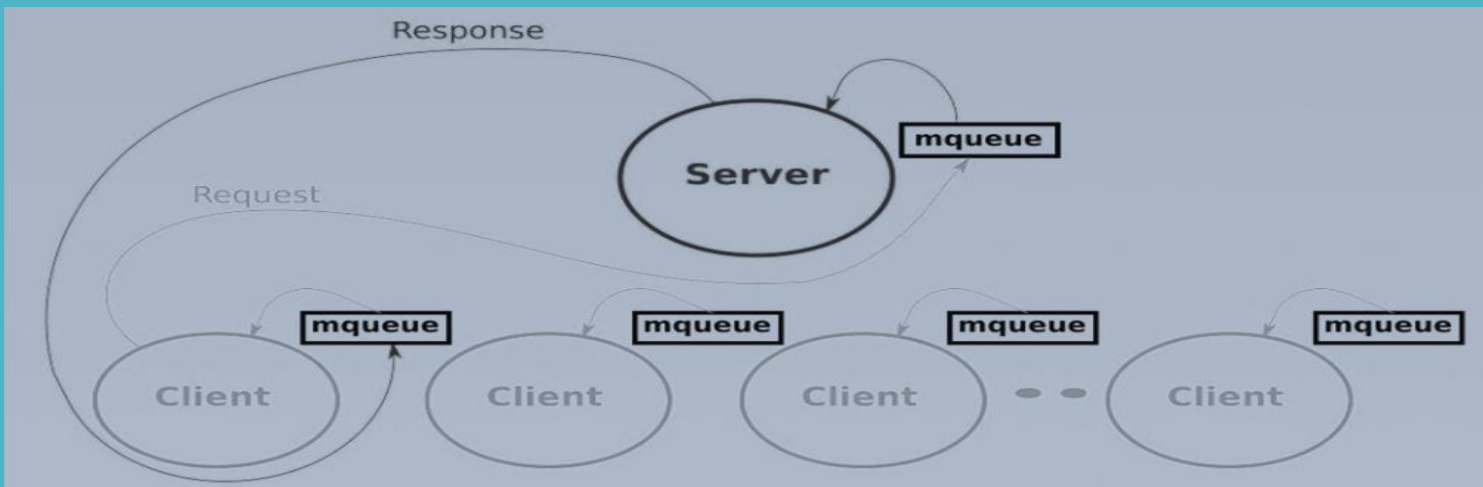 Response
mqueue
Server
Request
mqueue
mqueue
mqueue
mqueue
Client
Client
Client
Client